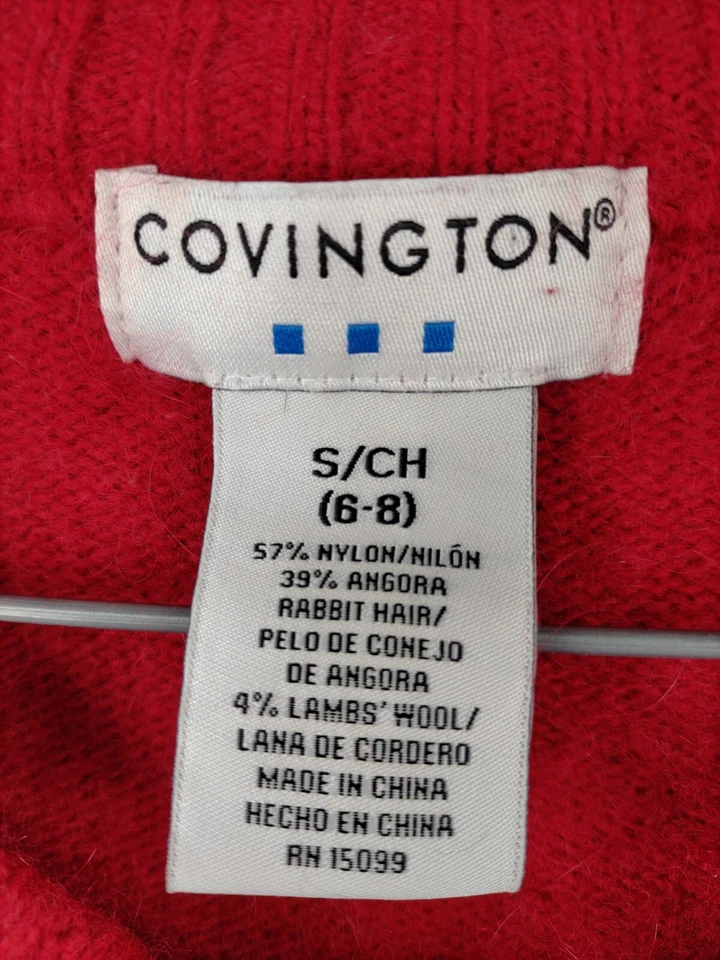 COVINGTON®
S/CH
(6-8)
57% NYLON/NILÓN
39% ANGORA
RABBIT HAIR/
PELO DE CONEJO
DE ANGORA
4% LAMBS' WOOL/
LANA DE CORDERO
MADE IN CHINA
HECHO EN CHINA
RN 15099